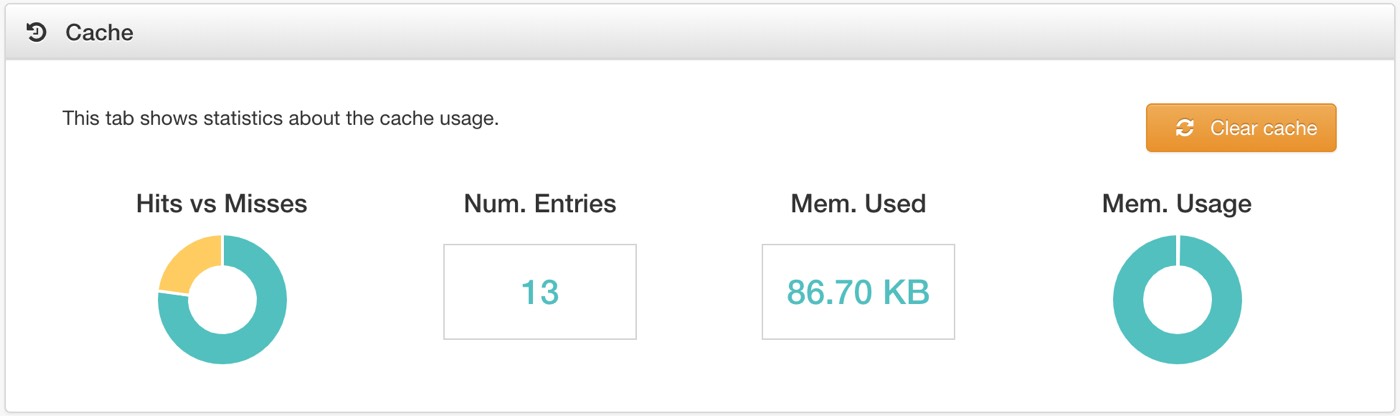 Cache
This tab shows statistics about the cache usage.
Clear cache
Hits vs Misses
Num. Entries
Mem. Used
Mem. Usage
13
86.70 KB